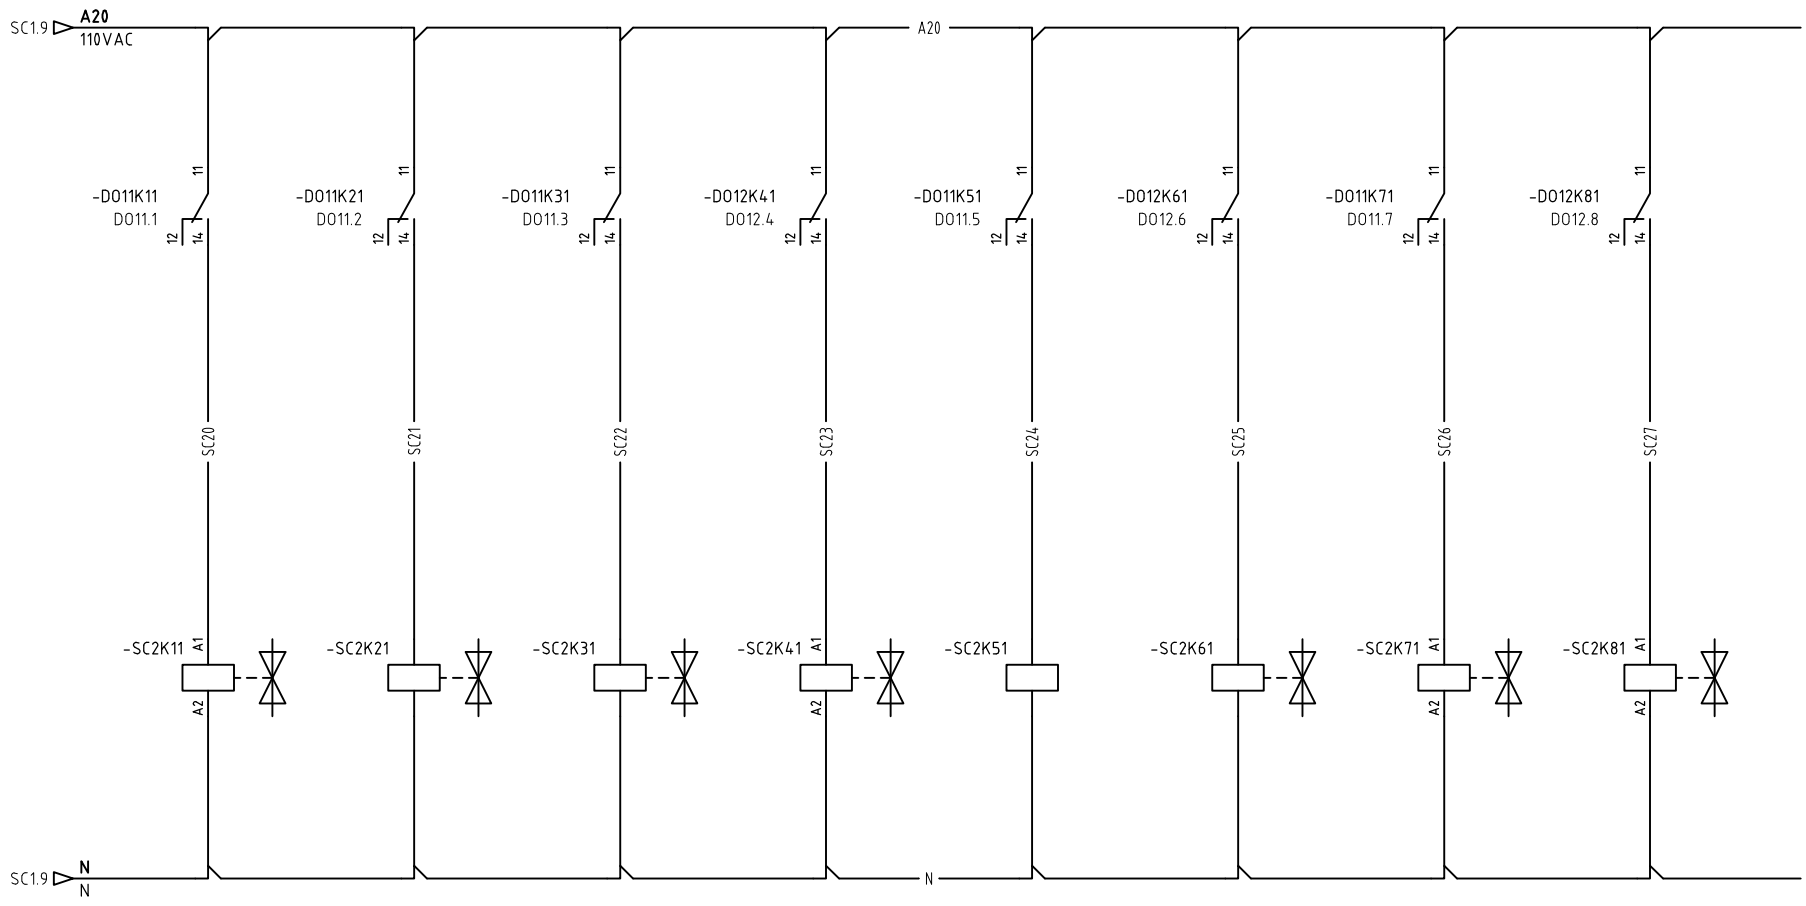 SC1.9
A20
110VAC
A20
11
11
11
11
11
11
11
11
-DO11K11
DO11.1
12
14
-DO11K21
DO11.2
12
14
-DO11K31
DO11.3
12
14
-DO12K41
DO12.4
12
14
-DO11K51
DO11.5
12
14
-DO12K61
DO12.6
12
14
-DO11K71
DO11.7
12
14
-DO12K81
DO12.8
12
14
SC20
SC21
SC22
SC23
SC24
SC25
SC26
SC27
-SC2K11
A1
A2
-SC2K21
-SC2K31
-SC2K41
A1
A2
-SC2K51
-SC2K61
-SC2K71
A1
A2
-SC2K81
A1
A2
SC1.9
N
N
N